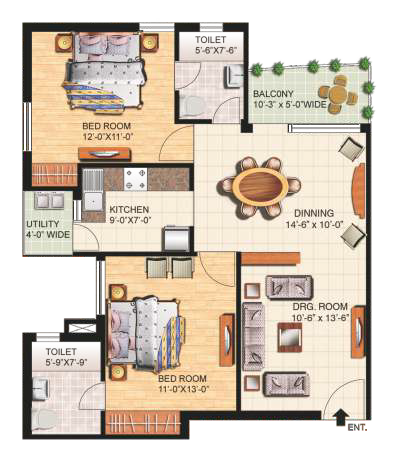 TOILET
5'-6"X7'-6"
BALCONY
10'-3" x 5'-0"WIDE
BED ROOM
12'-0"X11'-0"
KITCHEN
9'-0"X7'-0"
UTILITY
4'-0" WIDE
DINNING
14'-6" x 10'-0"
DRG. ROOM
10'-6" x 13'-6"
TOILET
5'-9"X7'-9"
BED ROOM
11'-0"X13'-0"
ENT.